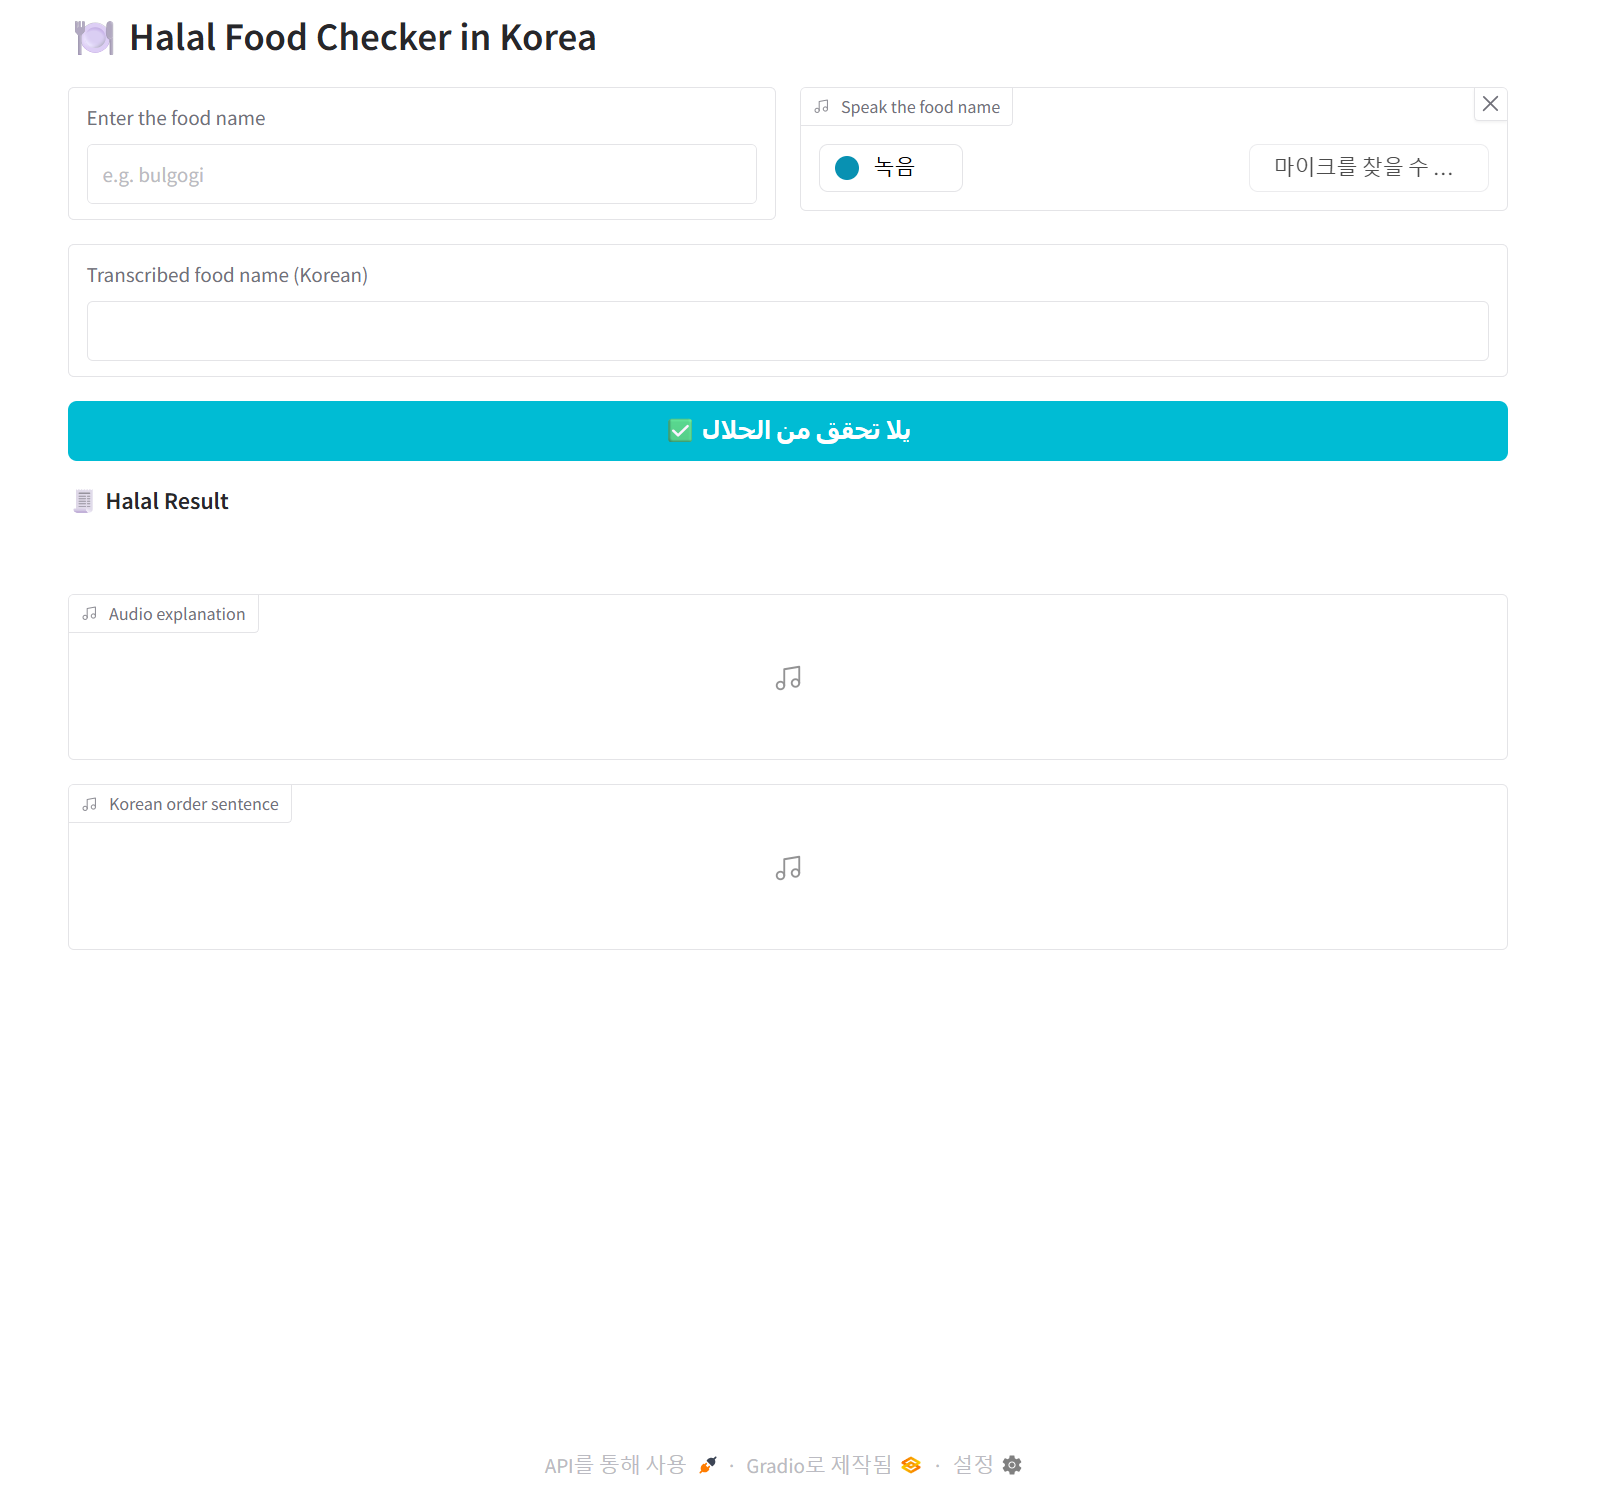 Halal Food Checker in Korea
Enter the food name
e.g. bulgogi
Speak the food name
녹음
마이크를 찾을 수 ...
Transcribed food name (Korean)
يلا تحقق من الحلال ✅
Halal Result
Audio explanation
Korean order sentence
API를 통해 사용 · Gradio로 제작됨 · 설정